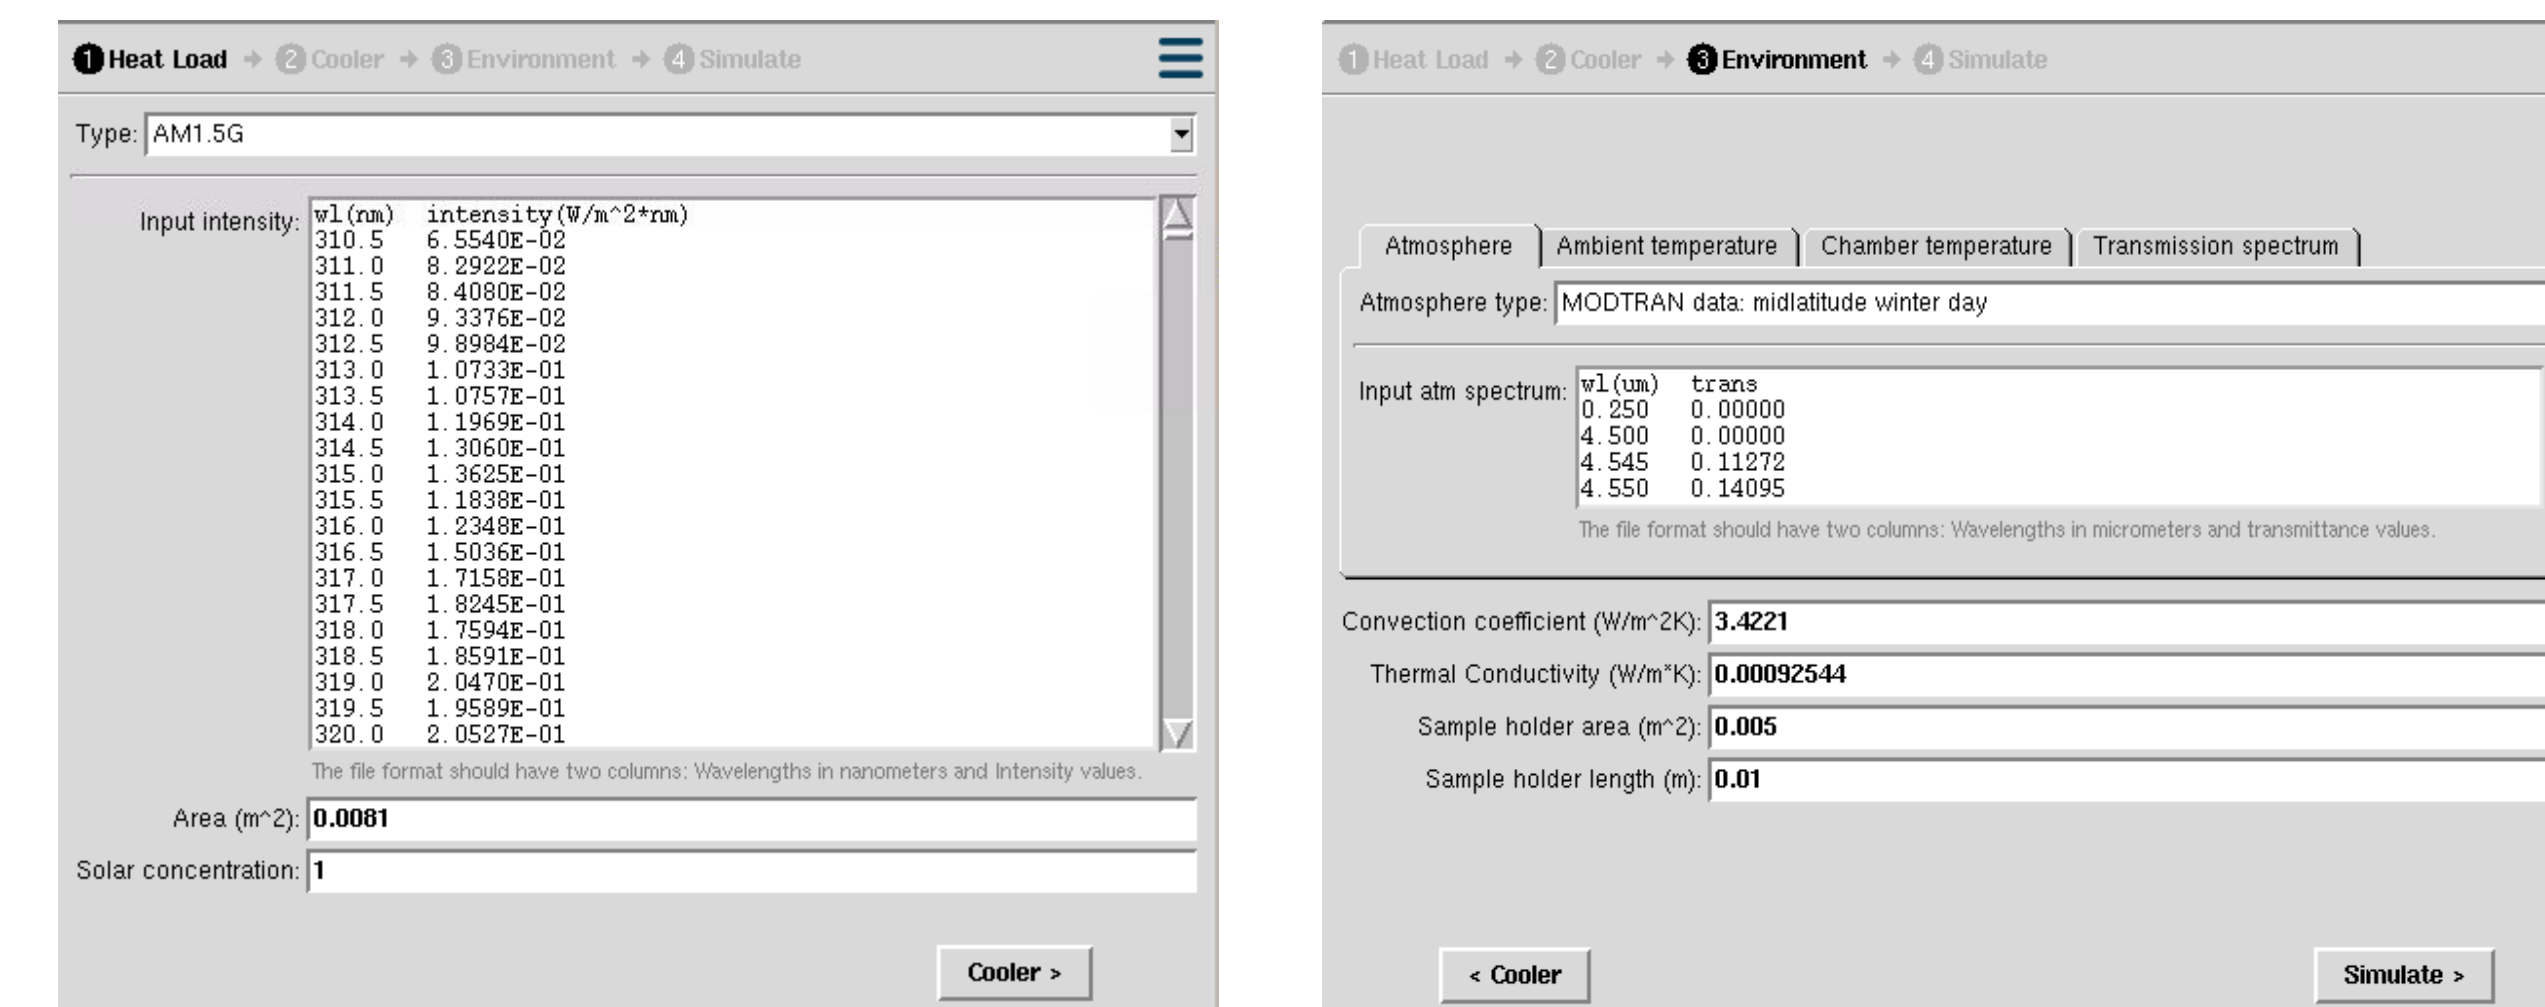 1 Heat Load → 2 Cooler → 3 Environment → 4 Simulate
Type: AM1.5G
Input intensity:
wl(nm) intensity(W/m^2*nm)
310.5 6.5540E-02
311.0 8.2922E-02
311.5 8.4080E-02
312.0 9.3376E-02
312.5 9.8984E-02
313.0 1.0733E-01
313.5 1.0757E-01
314.0 1.1969E-01
314.5 1.3060E-01
315.0 1.3625E-01
315.5 1.1838E-01
316.0 1.2348E-01
316.5 1.5036E-01
317.0 1.7158E-01
317.5 1.8245E-01
318.0 1.7594E-01
318.5 1.8591E-01
319.0 2.0470E-01
319.5 1.9589E-01
320.0 2.0527E-01
The file format should have two columns: Wavelengths in nanometers and Intensity values.
Area (m^2): 0.0081
Solar concentration: 1
Cooler >
1 Heat Load → 2 Cooler → 3 Environment → 4 Simulate
Atmosphere Ambient temperature Chamber temperature Transmission spectrum
Atmosphere type: MODTRAN data: midlatitude winter day
Input atm spectrum:
wl(um) trans
0.250 0.00000
4.500 0.00000
4.545 0.11272
4.550 0.14095
The file format should have two columns: Wavelengths in micrometers and transmittance values.
Convection coefficient (W/m^2K): 3.4221
Thermal Conductivity (W/m*K): 0.00092544
Sample holder area (m^2): 0.005
Sample holder length (m): 0.01
< Cooler
Simulate >